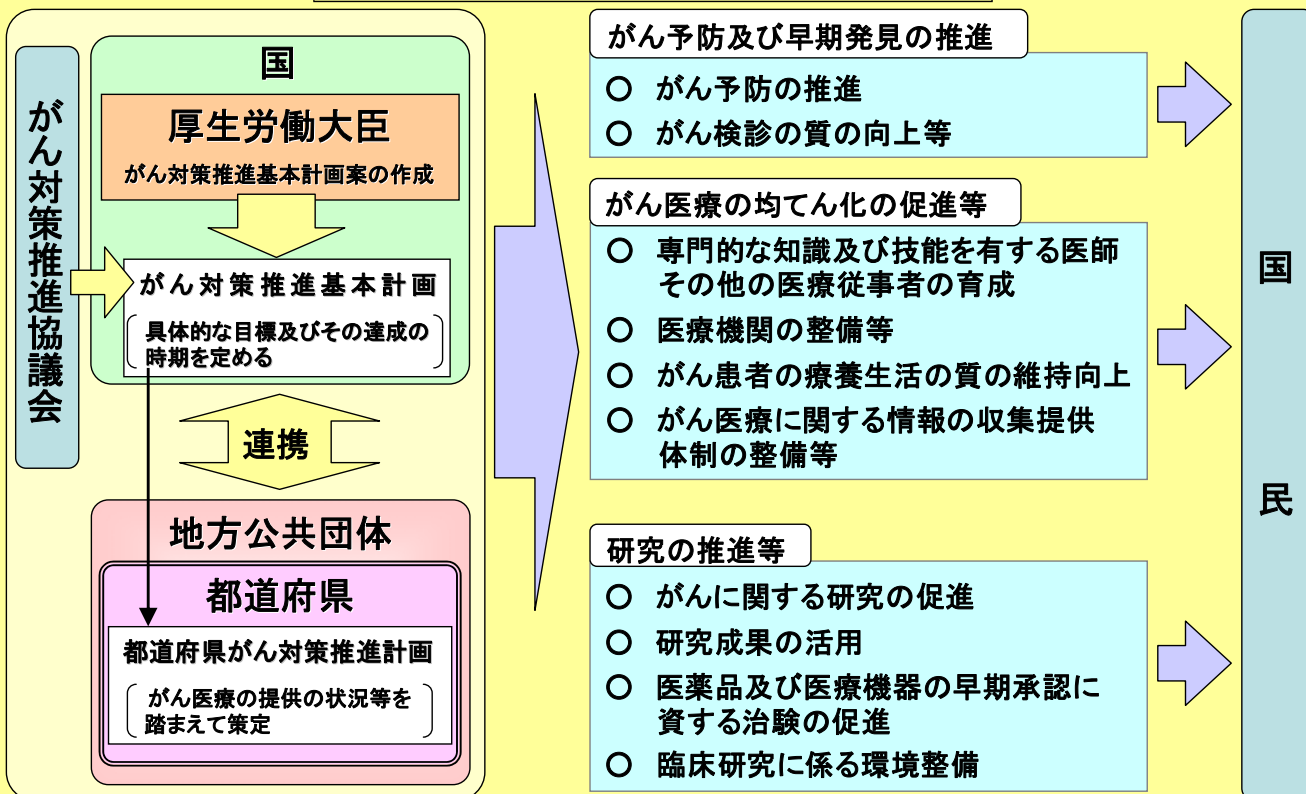 がん対策推進協議会
国
厚生労働大臣
がん対策推進基本計画案の作成
がん対策推進基本計画
具体的な目標及びその達成の
時期を定める
連携
地方公共団体
都道府県
都道府県がん対策推進計画
がん医療の提供の状況等を
踏まえて策定
がん予防及び早期発見の推進
○ がん予防の推進
○ がん検診の質の向上等
がん医療の均てん化の促進等
○ 専門的な知識及び技能を有する医師
その他の医療従事者の育成
○ 医療機関の整備等
○ がん患者の療養生活の質の維持向上
○ がん医療に関する情報の収集提供
体制の整備等
研究の推進等
○ がんに関する研究の促進
○ 研究成果の活用
○ 医薬品及び医療機器の早期承認に
資する治験の促進
○ 臨床研究に係る環境整備
国民